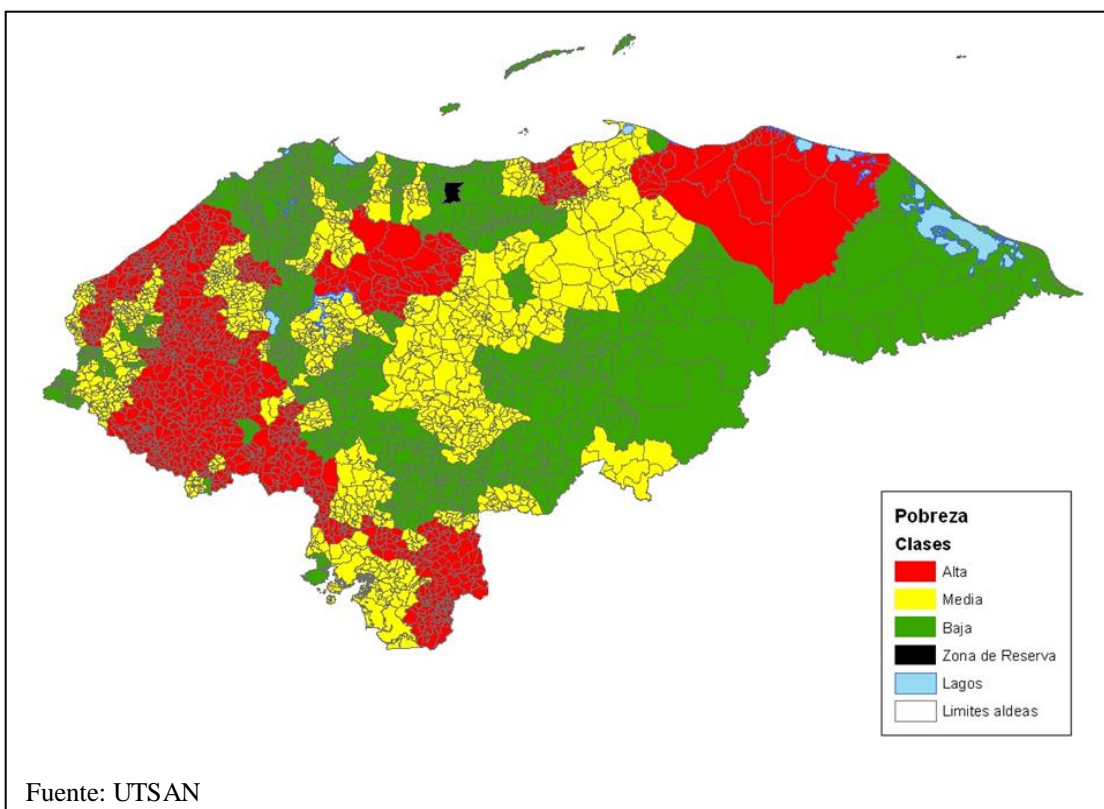 Pobreza
Clases
Alta
Media
Baja
Zona de Reserva
Lagos
Limites aldeas
Fuente: UTSAN